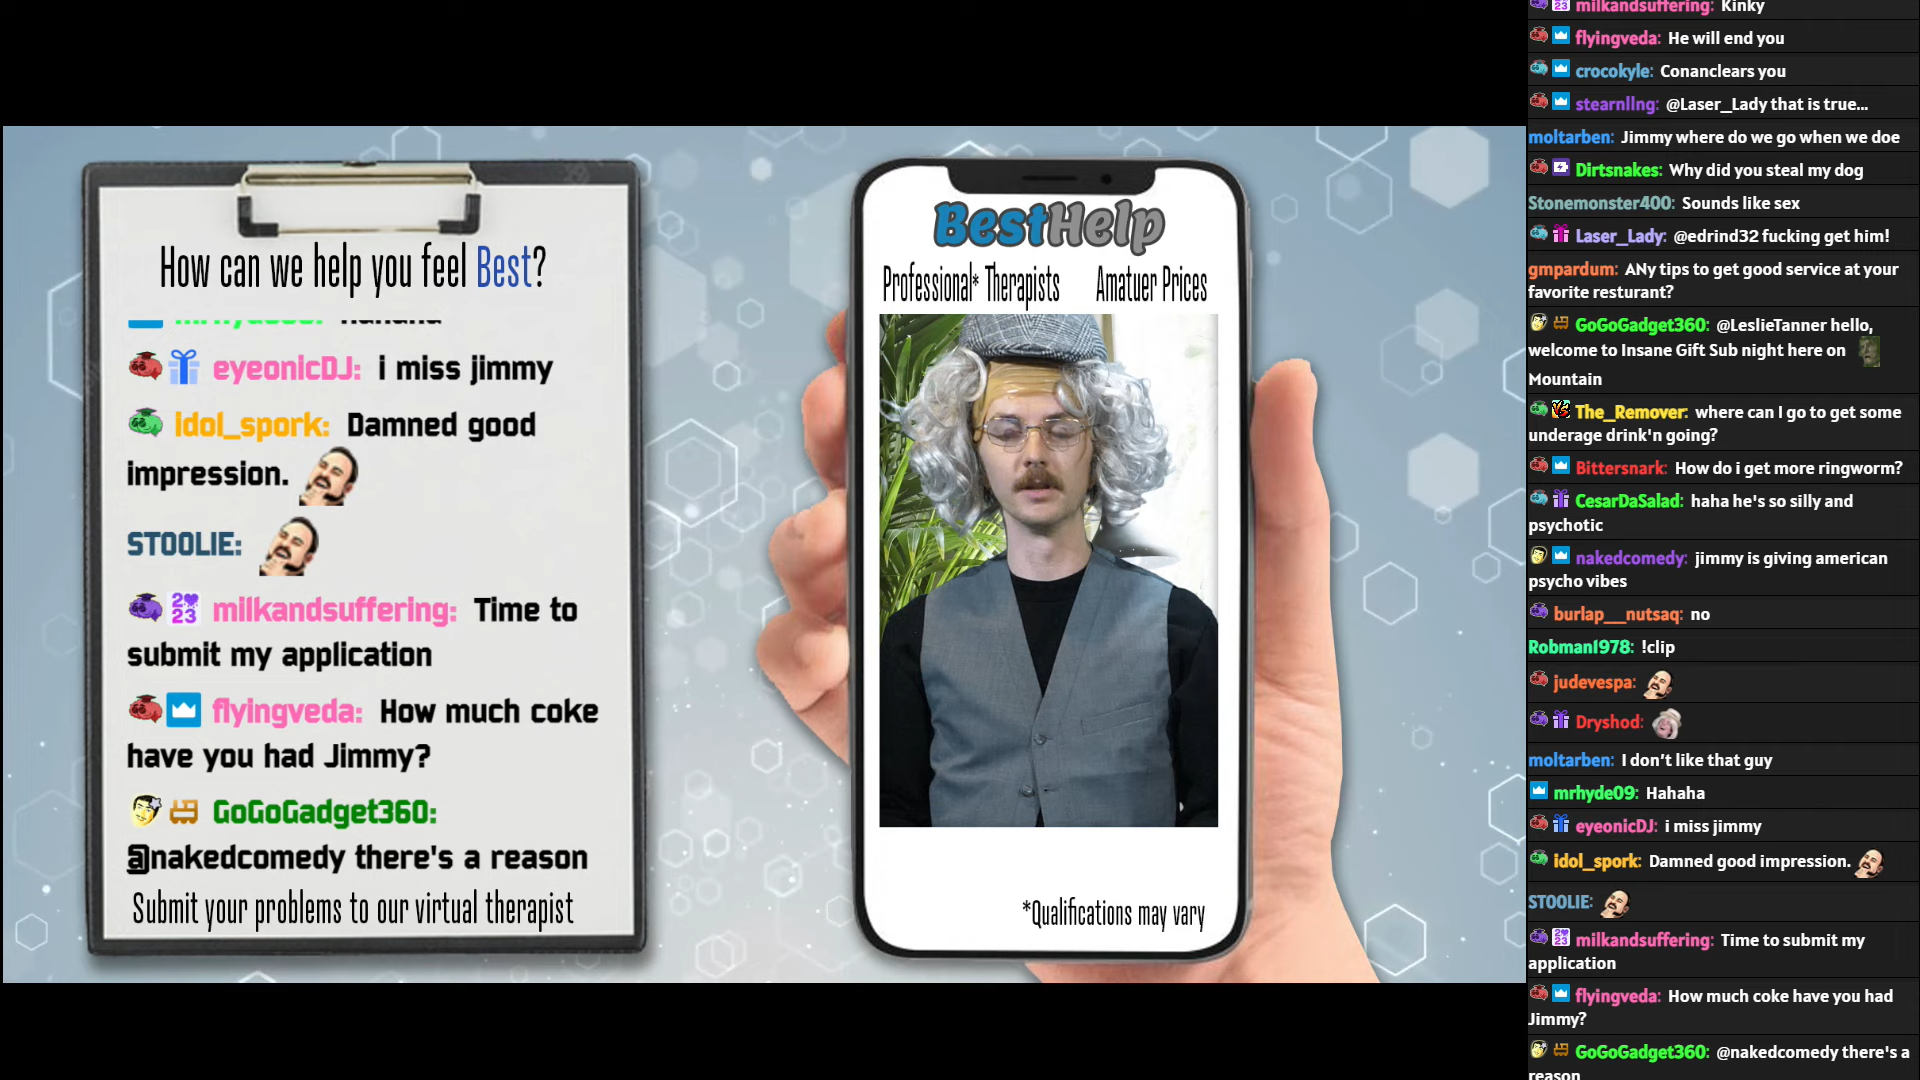 How can we help you feel Best?
eyeonicDJ: i miss jimmy
idol_spork: Damned good
impression.
STOOLIE:
milkandsuffering: Time to
submit my application
flyingveda: How much coke
have you had Jimmy?
GoGoGadget360:
@nakedcomedy there's a reason
Submit your problems to our virtual therapist
BestHelp
Professional* Therapists Amatuer Prices
*Qualifications may vary
milkandsuffering: Kinky
flyingveda: He will end you
crocokyle: Conanclears you
stearnllng: @Laser_Lady that is true...
moltarben: Jimmy where do we go when we doe
Dirtsnakes: Why did you steal my dog
Stonemonster400: Sounds like sex
Laser_Lady: @edrind32 fucking get him!
gmpardum: ANy tips to get good service at your
favorite resturant?
GoGoGadget360: @LeslieTanner hello,
welcome to Insane Gift Sub night here on
Mountain
The_Remover: where can I go to get some
underage drink'n going?
Bittersnark: How do i get more ringworm?
CesarDaSalad: haha he's so silly and
psychotic
nakedcomedy: jimmy is giving american
psycho vibes
burlap__nutsaq: no
Robman1978: !clip
judevespa:
Dryshod:
moltarben: I don't like that guy
mrhyde09: Hahaha
eyeonicDJ: i miss jimmy
idol_spork: Damned good impression.
STOOLIE:
milkandsuffering: Time to submit my
application
flyingveda: How much coke have you had
Jimmy?
GoGoGadget360: @nakedcomedy there's a
reason